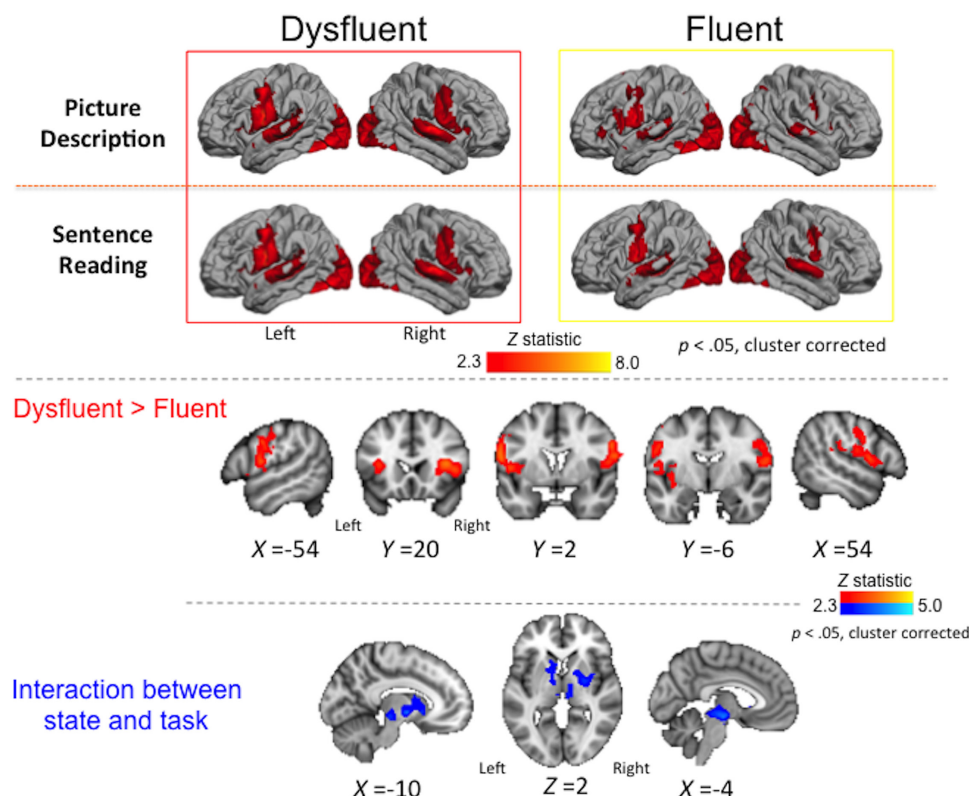 Dysfluent
Fluent
Picture
Description
Sentence
Reading
Left
Right
Z statistic
2.3
8.0
p < .05, cluster corrected
Dysfluent > Fluent
Left
Right
X =-54
Y =20
Y =2
Y =-6
X =54
Z statistic
2.3
5.0
p < .05, cluster corrected
Interaction between
state and task
Left
Right
X =-10
Z =2
X =-4